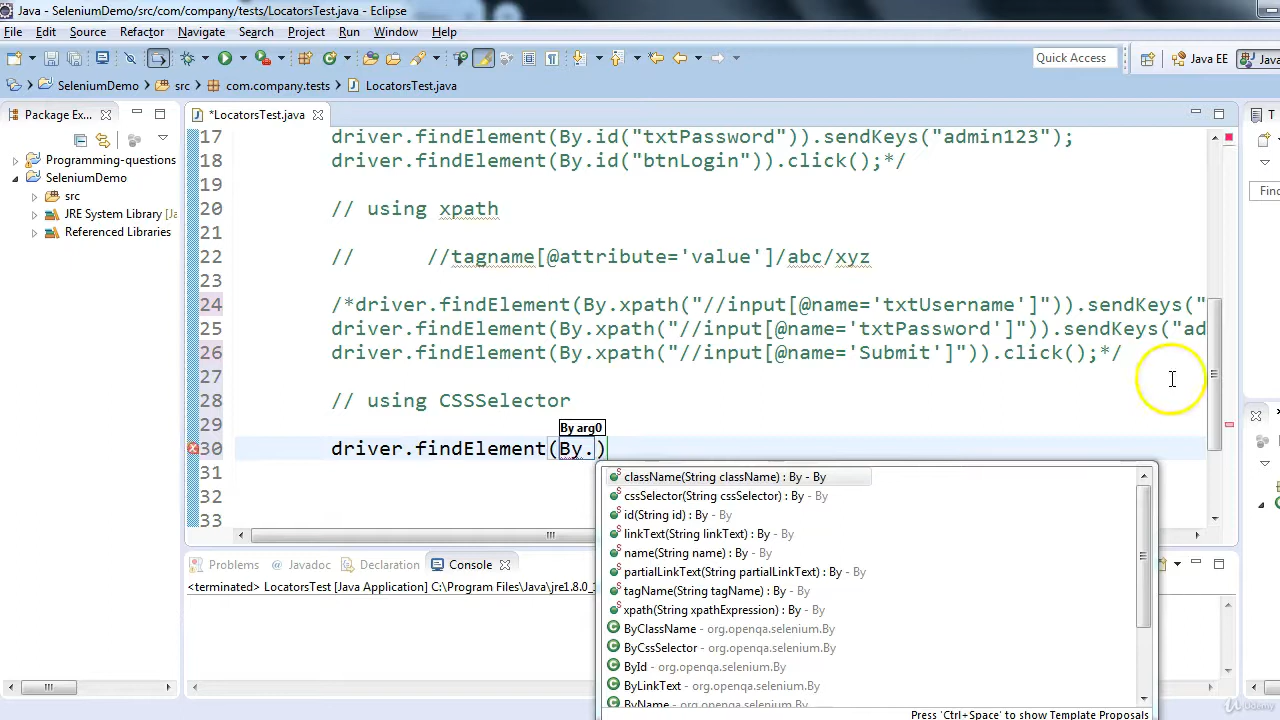 Java - SeleniumDemo/src/com/company/tests/LocatorsTest.java - Eclipse
File Edit Source Refactor Navigate Search Project Run Window Help
Quick Access Java EE Java
SeleniumDemo src com.company.tests LocatorsTest.java
Package Ex... *LocatorsTest.java
Programming-questions
SeleniumDemo
src
JRE System Library [Ja
Referenced Libraries
17 driver.findElement(By.id("txtPassword")).sendKeys("admin123");
18 driver.findElement(By.id("btnLogin")).click();*/
19
20 // using xpath
21
22 // //tagname[@attribute='value']/abc/xyz
23
24 /*driver.findElement(By.xpath("//input[@name='txtUsername']")).sendKeys("
25 driver.findElement(By.xpath("//input[@name='txtPassword']")).sendKeys("ad
26 driver.findElement(By.xpath("//input[@name='Submit']")).click();*/
27
28 // using CSSSelector
29
By arg0
30 driver.findElement(By.)
31
33
className(String className) : By - By
cssSelector(String cssSelector) : By - By
id(String id) : By - By
linkText(String linkText) : By - By
name(String name) : By - By
partialLinkText(String partialLinkText) : By - By
tagName(String tagName) : By - By
xpath(String xpathExpression) : By - By
ByClassName - org.openqa.selenium.By
ByCssSelector - org.openqa.selenium.By
ById - org.openqa.selenium.By
ByLinkText - org.openqa.selenium.By
ByName - org.openqa.selenium.By
Press 'Ctrl+Space' to show Template Proposals
Problems Javadoc Declaration Console
<terminated> LocatorsTest [Java Application] C:\Program Files\Java\jre1.8.0_
T
Find
Udemy